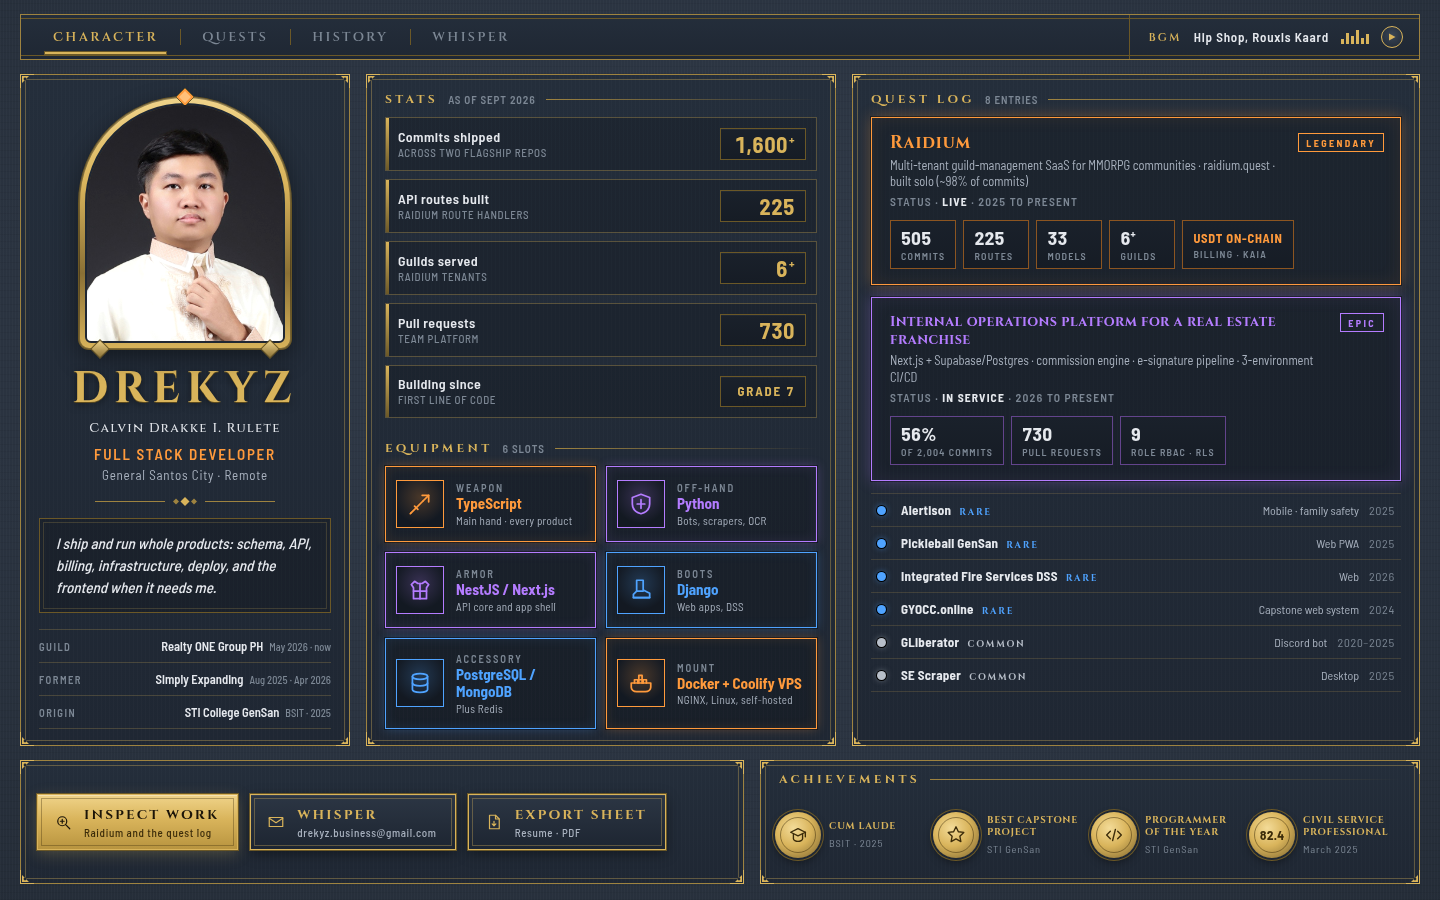 CHARACTER
QUESTS
HISTORY
WHISPER
BGM Hip Shop, Rouxls Kaard
DREKYZ
CALVIN DRAKKE I. RULETE
FULL STACK DEVELOPER
General Santos City · Remote
I ship and run whole products: schema, API,
billing, infrastructure, deploy, and the
frontend when it needs me.
GUILD Realty ONE Group PH May 2026 · now
FORMER Simply Expanding Aug 2025 · Apr 2026
ORIGIN STI College GenSan BSIT · 2025
STATS AS OF SEPT 2026
Commits shipped
ACROSS TWO FLAGSHIP REPOS
1,600+
API routes built
RAIDIUM ROUTE HANDLERS
225
Guilds served
RAIDIUM TENANTS
6+
Pull requests
TEAM PLATFORM
730
Building since
FIRST LINE OF CODE
GRADE 7
EQUIPMENT 6 SLOTS
WEAPON
TypeScript
Main hand · every product
OFF-HAND
Python
Bots, scrapers, OCR
ARMOR
NestJS / Next.js
API core and app shell
BOOTS
Django
Web apps, DSS
ACCESSORY
PostgreSQL /
MongoDB
Plus Redis
MOUNT
Docker + Coolify VPS
NGINX, Linux, self-hosted
QUEST LOG 8 ENTRIES
RAIDIUM
LEGENDARY
Multi-tenant guild-management SaaS for MMORPG communities · raidium.quest ·
built solo (~98% of commits)
STATUS · LIVE · 2025 TO PRESENT
505
COMMITS
225
ROUTES
33
MODELS
6+
GUILDS
USDT ON-CHAIN
BILLING · KAIA
INTERNAL OPERATIONS PLATFORM FOR A REAL ESTATE
FRANCHISE
EPIC
Next.js + Supabase/Postgres · commission engine · e-signature pipeline · 3-environment
CI/CD
STATUS · IN SERVICE · 2026 TO PRESENT
56%
OF 2,004 COMMITS
730
PULL REQUESTS
9
ROLE RBAC · RLS
Alertison RARE Mobile · family safety 2025
Pickleball GenSan RARE Web PWA 2025
Integrated Fire Services DSS RARE Web 2026
GYOCC.online RARE Capstone web system 2024
GLiberator COMMON Discord bot 2020–2025
SE Scraper COMMON Desktop 2025
INSPECT WORK
Raidium and the quest log
WHISPER
drekyz.business@gmail.com
EXPORT SHEET
Resume · PDF
ACHIEVEMENTS
CUM LAUDE
BSIT · 2025
BEST CAPSTONE
PROJECT
STI GenSan
PROGRAMMER
OF THE YEAR
STI GenSan
82.4
CIVIL SERVICE
PROFESSIONAL
March 2025